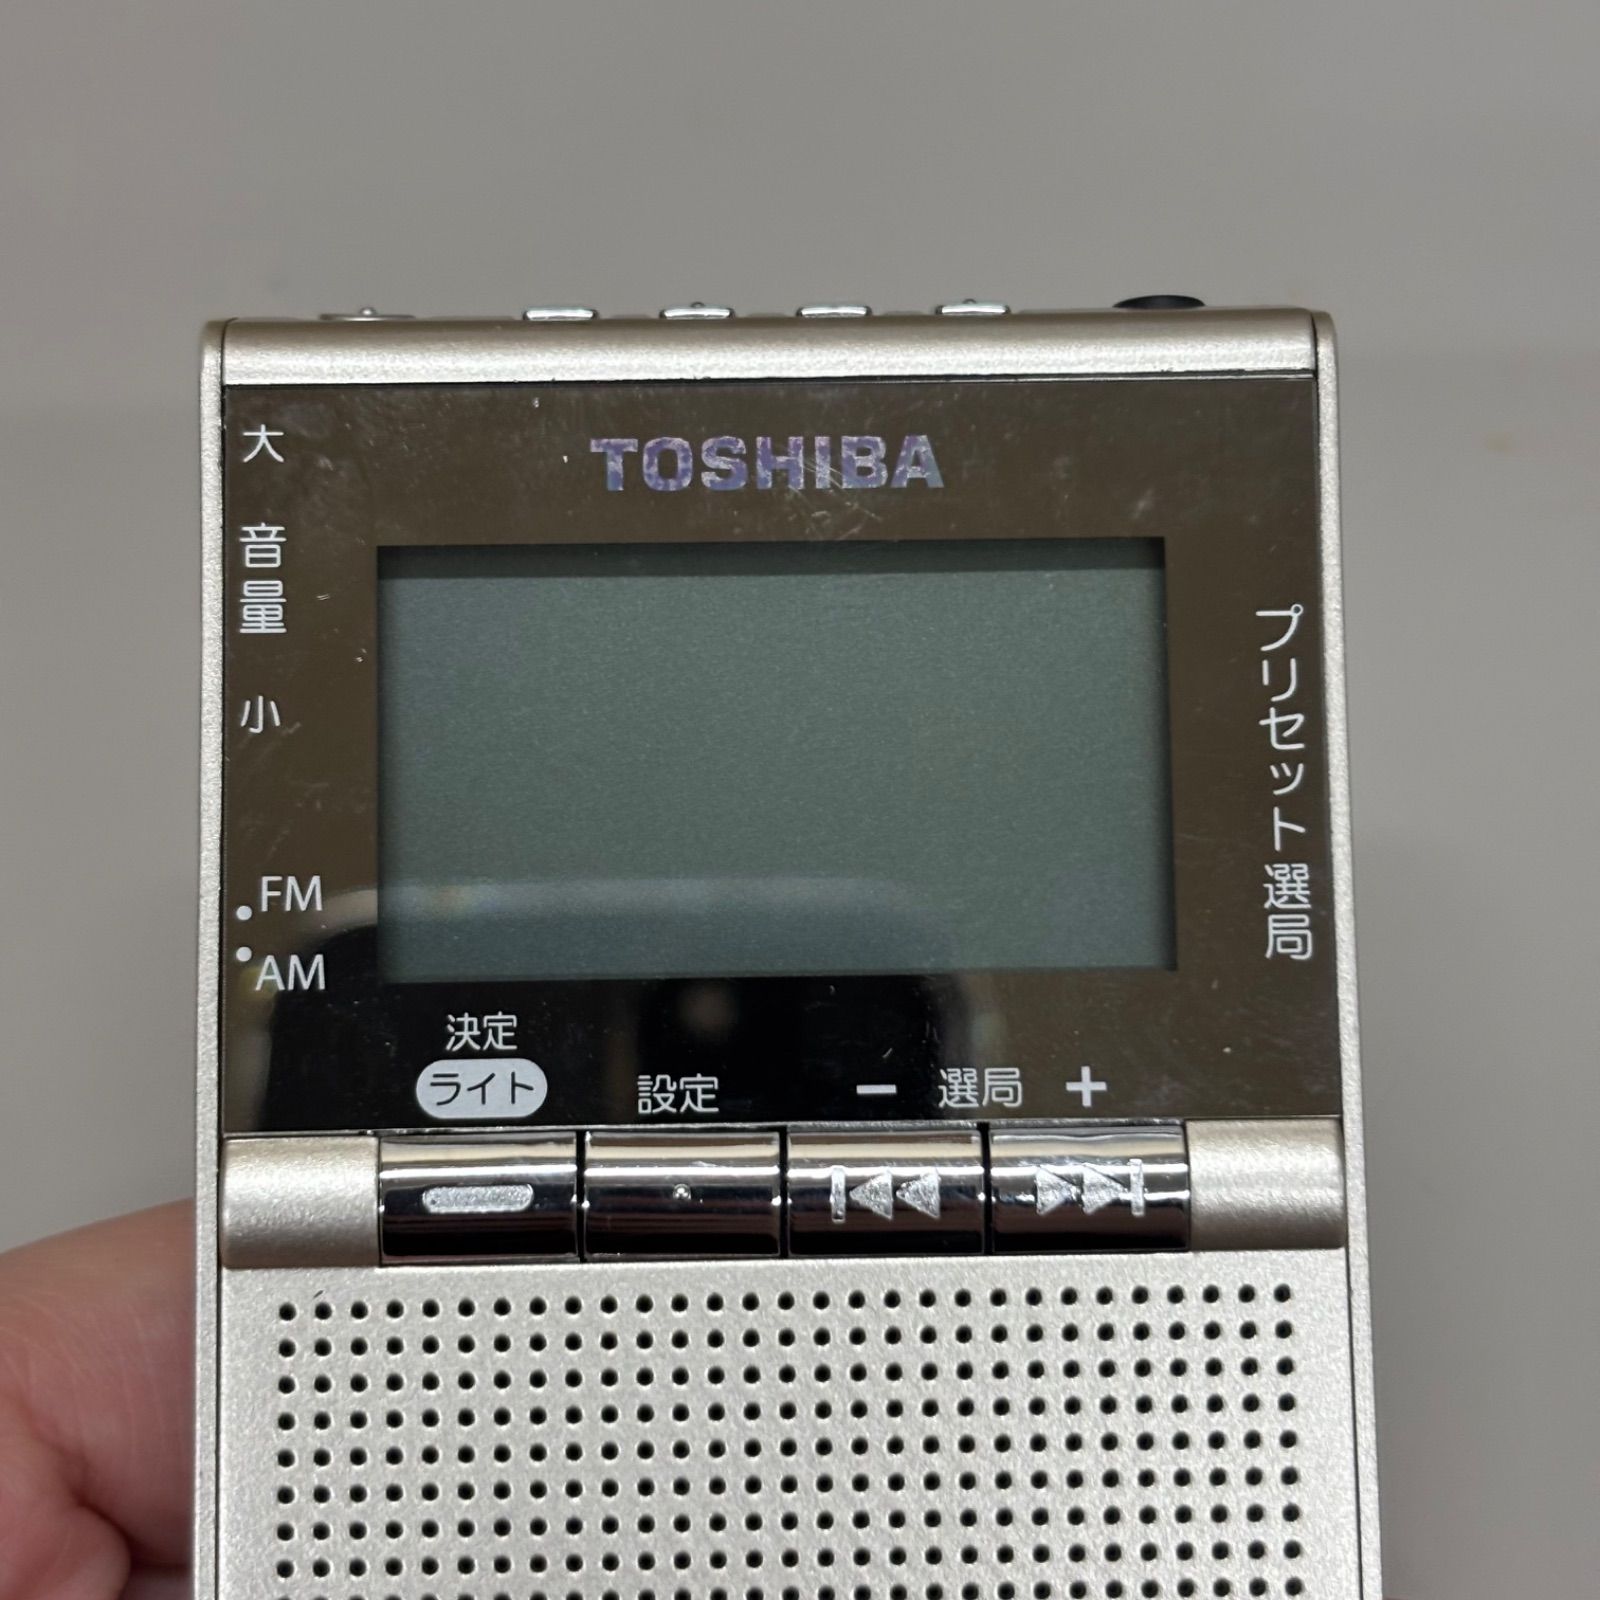 TOSHIBA
大
音量
小
プリセット選局
FM
AM
決定
ライト
設定
− 選局 +